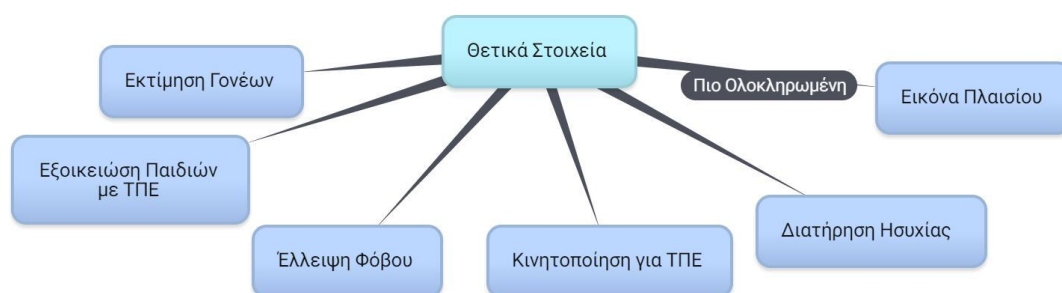 Θετικά Στοιχεία
Εκτίμηση Γονέων
Πιο Ολοκληρωμένη
Εικόνα Πλαισίου
Εξοικειώση Παιδιών
με ΤΠΕ
Διατήρηση Ησυχίας
Έλλειψη Φόβου
Κινητοποίηση για ΤΠΕ